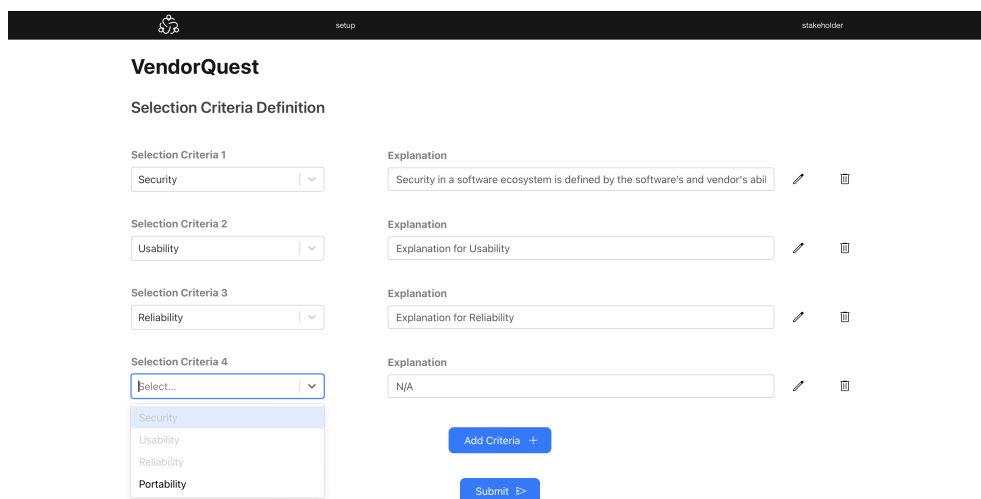 setup stakeholder
VendorQuest
Selection Criteria Definition
Selection Criteria 1 Explanation
Security Security in a software ecosystem is defined by the software's and vendor's abil
Selection Criteria 2 Explanation
Usability Explanation for Usability
Selection Criteria 3 Explanation
Reliability Explanation for Reliability
Selection Criteria 4 Explanation
Select... N/A
Security
Usability
Reliability
Portability
Add Criteria +
Submit